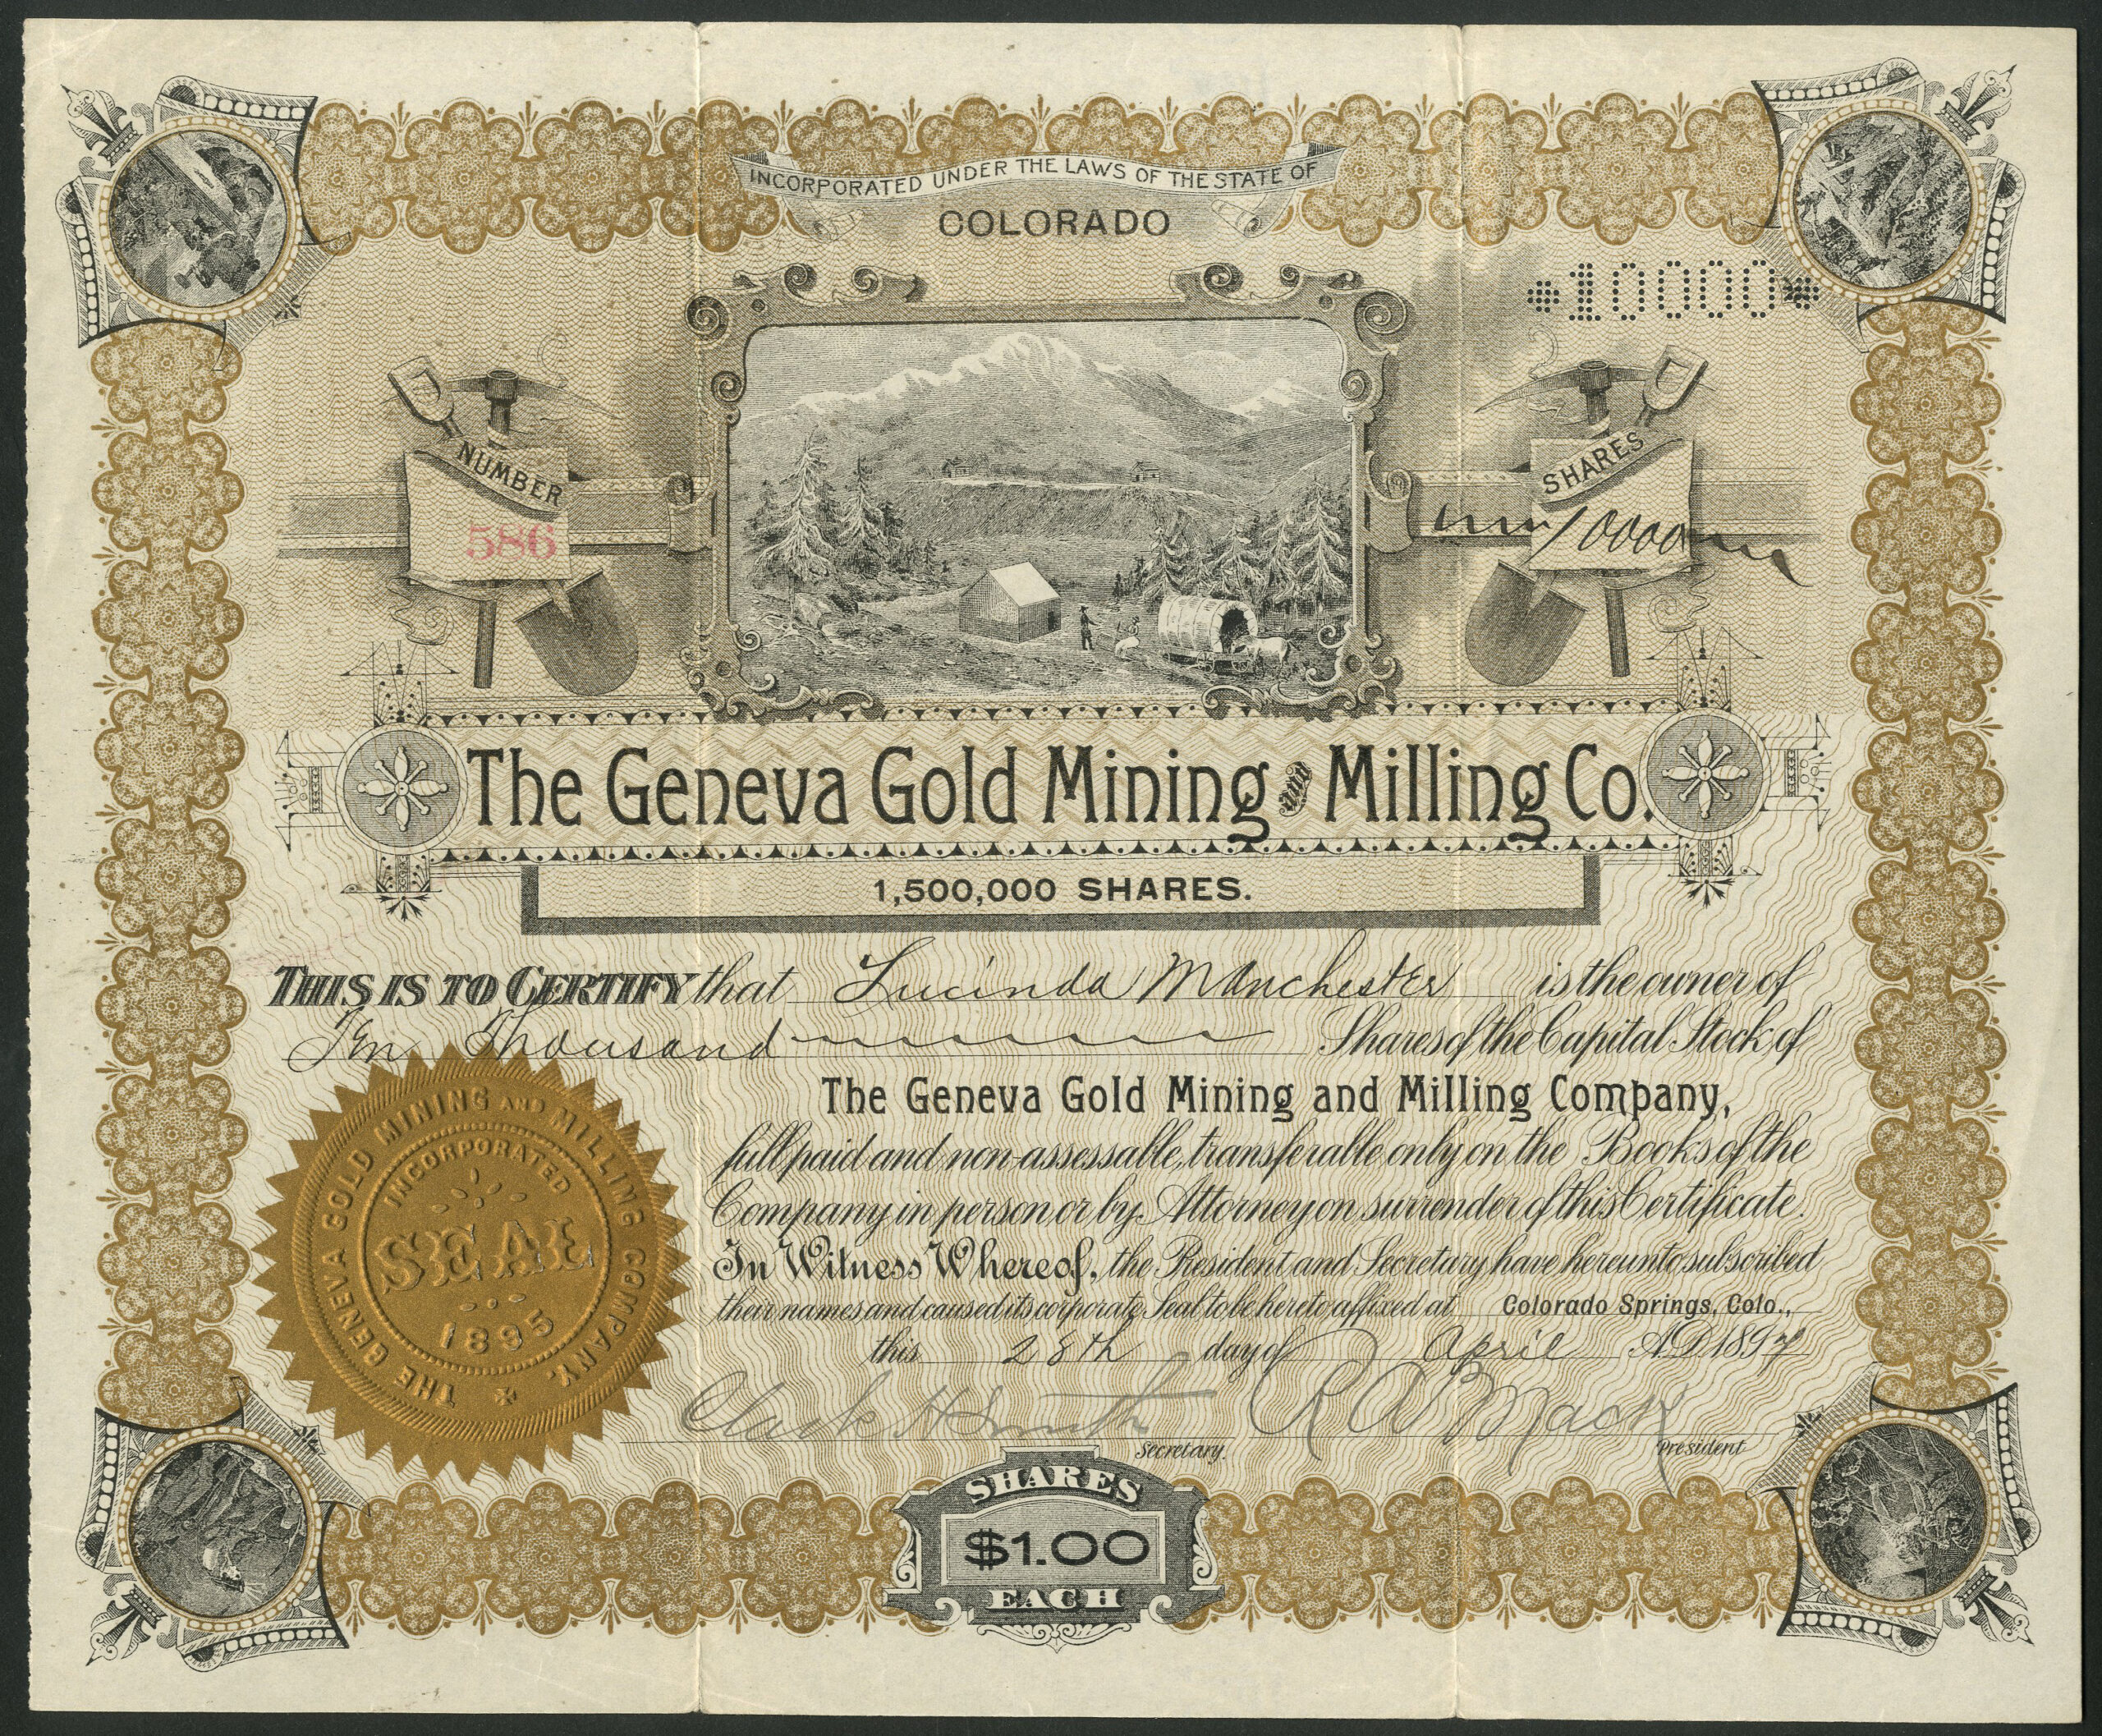 INCORPORATED UNDER THE LAWS OF THE STATE OF
COLORADO
*10000*
NUMBER
586
SHARES
10000
The Geneva Gold Mining and Milling Co.
1,500,000 SHARES.
THIS IS TO CERTIFY that Lucinda Manchester is the owner of
Ten Thousand Shares of the Capital Stock of
The Geneva Gold Mining and Milling Company,
full paid and non-assessable, transferable only on the Books of the
Company in person or by Attorney on surrender of this Certificate.
In Witness Whereof, the President and Secretary have hereunto subscribed
their names and caused its corporate Seal to be hereto affixed at Colorado Springs, Colo.,
this 28th day of April A.D. 1897
Clark H Smith R A Mack
Secretary. President
THE GENEVA GOLD MINING AND MILLING COMPANY.
INCORPORATED
SEAL
1895
SHARES
$1.00
EACH